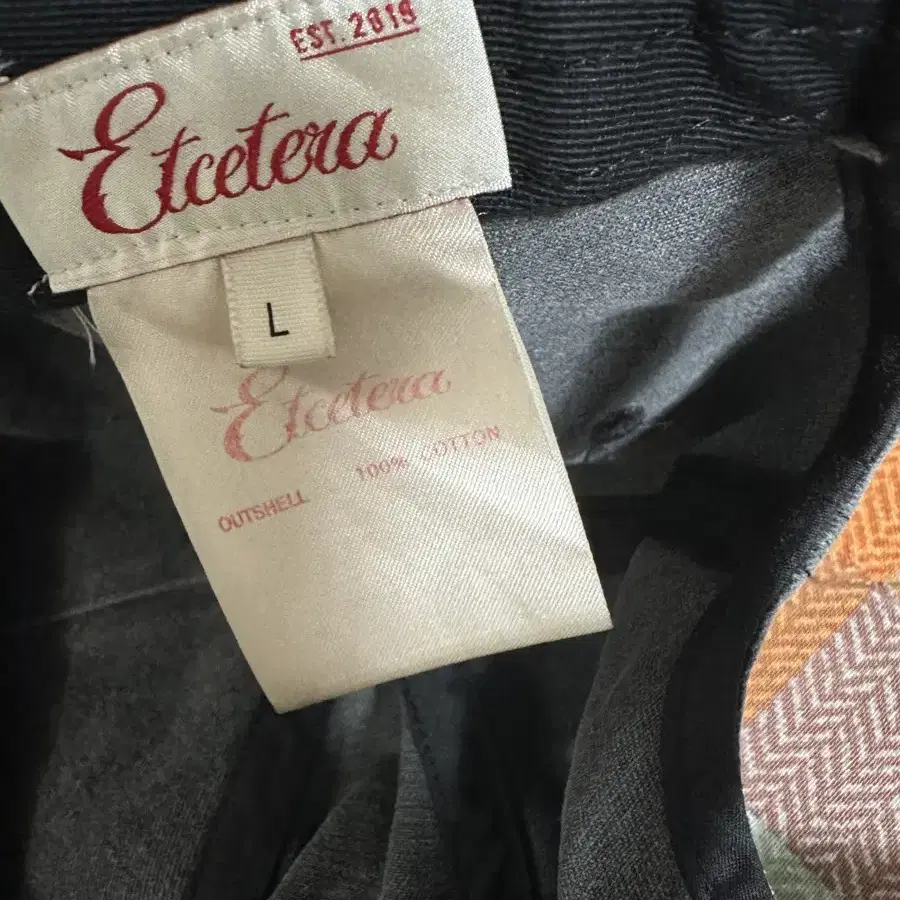 EST. 2019
Etcetera
L
Etcetera
OUTSHELL 100% COTTON